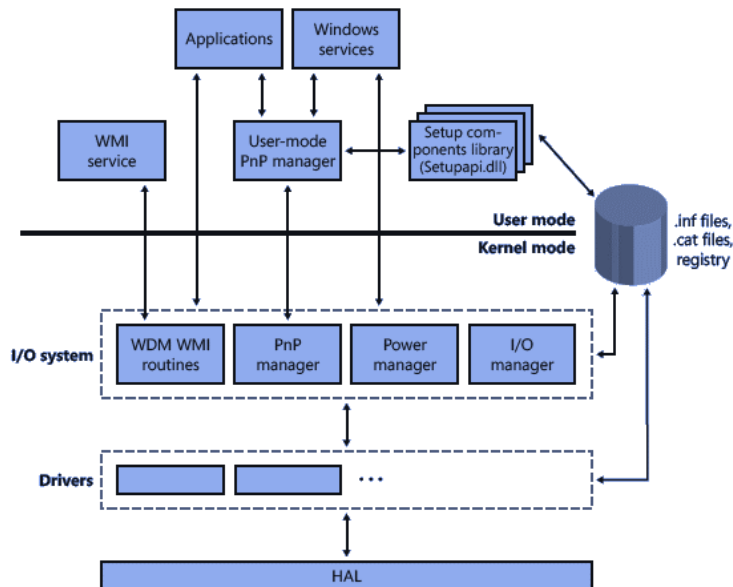 Applications
Windows
services
WMI
service
User-mode
PnP manager
Setup com-
ponents library
(Setupapi.dll)
User mode
Kernel mode
.inf files,
.cat files,
registry
I/O system
WDM WMI
routines
PnP
manager
Power
manager
I/O
manager
Drivers
...
HAL